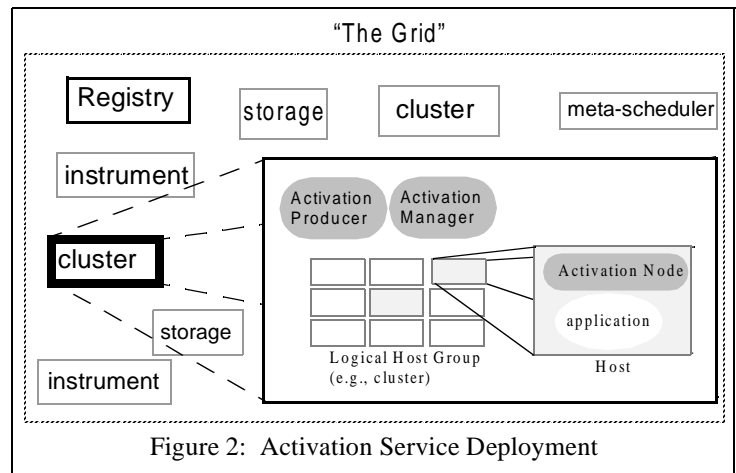 “The Grid”
Registry
storage
cluster
meta-scheduler
instrument
Activation
Producer
Activation
Manager
cluster
Activation Node
application
storage
Logical Host Group
(e.g., cluster)
Host
instrument
Figure 2: Activation Service Deployment